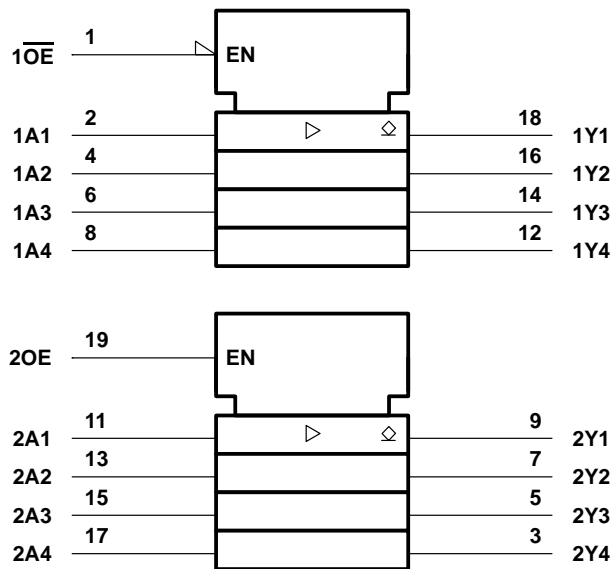 1
1O̅E̅ EN
2 18
1A1 1Y1
4 16
1A2 1Y2
6 14
1A3 1Y3
8 12
1A4 1Y4
19
2OE EN
11 9
2A1 2Y1
13 7
2A2 2Y2
15 5
2A3 2Y3
17 3
2A4 2Y4